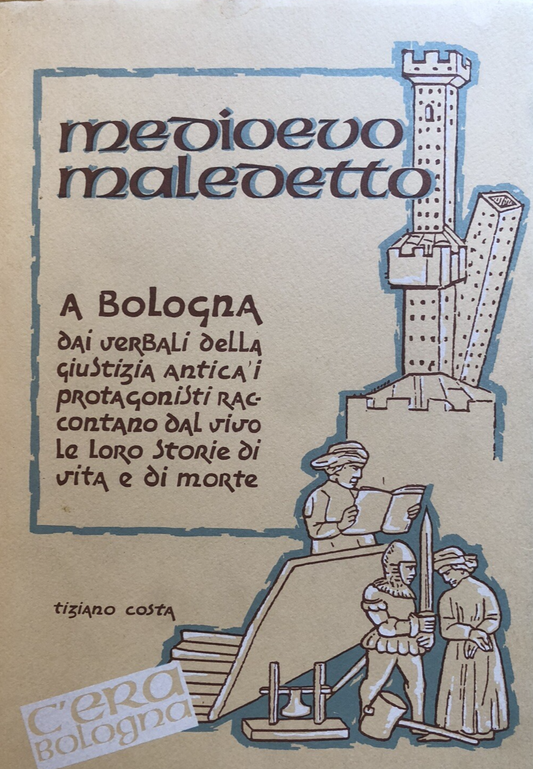 medioevo
maledetto
A BOLOGNA
dai verbali della
giustizia antica i
protagonisti rac-
contano dal vivo
le loro storie di
vita e di morte
tiziano costa
C'ERA
BOLOGNA